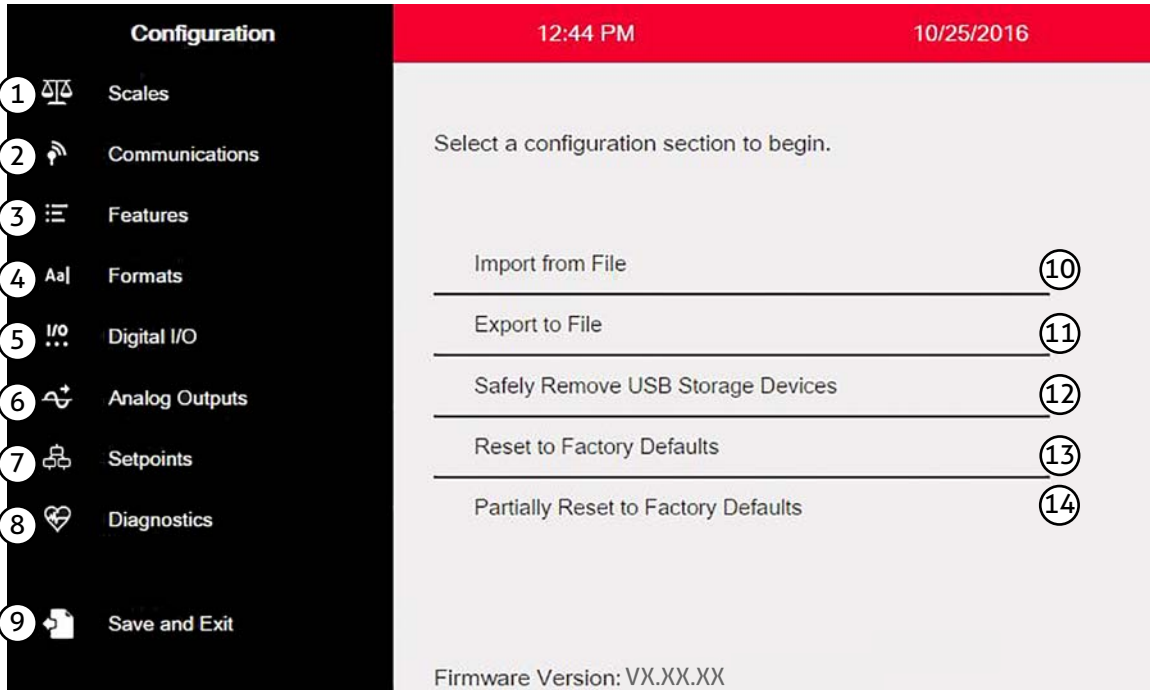 Configuration
12:44 PM
10/25/2016
1 Scales
2 Communications
3 Features
4 Aa| Formats
5 I/O Digital I/O
6 Analog Outputs
7 Setpoints
8 Diagnostics
9 Save and Exit
Select a configuration section to begin.
Import from File 10
Export to File 11
Safely Remove USB Storage Devices 12
Reset to Factory Defaults 13
Partially Reset to Factory Defaults 14
Firmware Version: VX.XX.XX